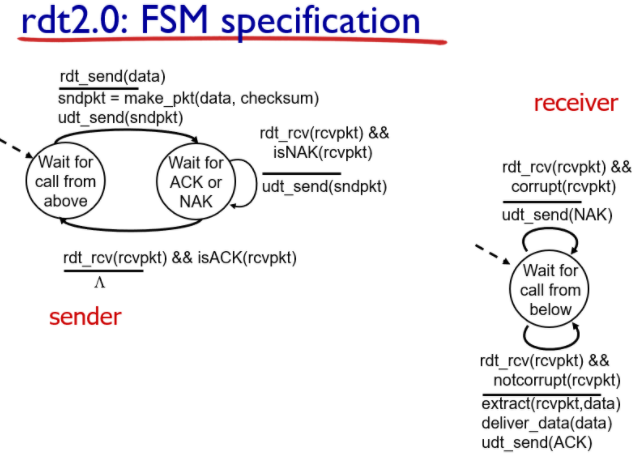 rdt2.0: FSM specification
rdt_send(data)
sndpkt = make_pkt(data, checksum)
udt_send(sndpkt)
Wait for
call from
above
Wait for
ACK or
NAK
rdt_rcv(rcvpkt) &&
isNAK(rcvpkt)
udt_send(sndpkt)
rdt_rcv(rcvpkt) && isACK(rcvpkt)
Λ
sender
receiver
rdt_rcv(rcvpkt) &&
corrupt(rcvpkt)
udt_send(NAK)
Wait for
call from
below
rdt_rcv(rcvpkt) &&
notcorrupt(rcvpkt)
extract(rcvpkt,data)
deliver_data(data)
udt_send(ACK)